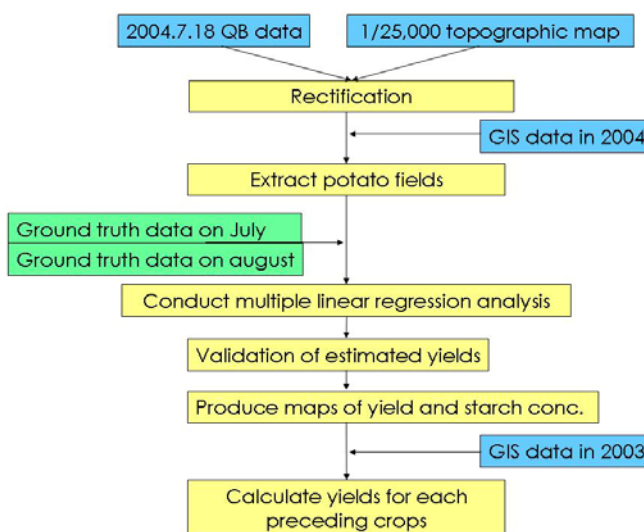 2004.7.18 QB data
1/25,000 topographic map
Rectification
GIS data in 2004
Extract potato fields
Ground truth data on July
Ground truth data on august
Conduct multiple linear regression analysis
Validation of estimated yields
Produce maps of yield and starch conc.
GIS data in 2003
Calculate yields for each
preceding crops